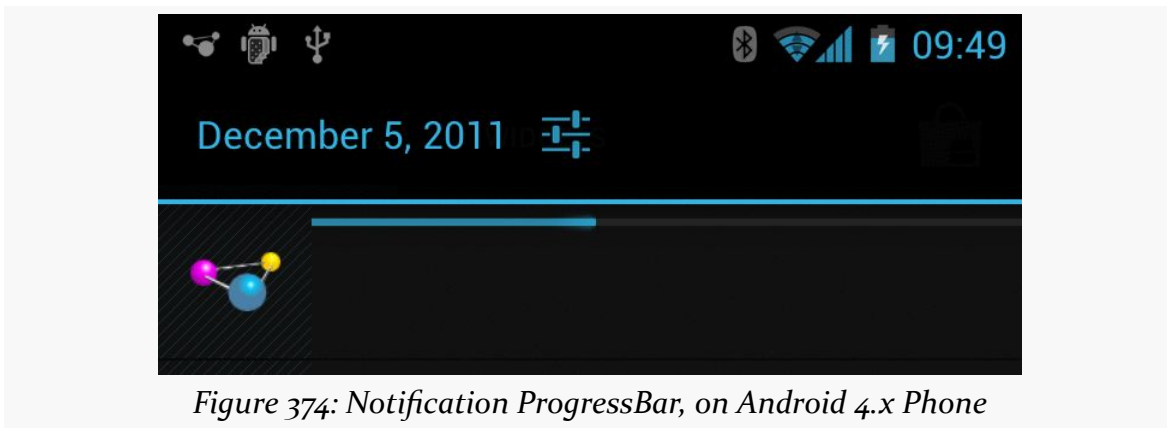 09:49
December 5, 2011
Figure 374: Notification ProgressBar, on Android 4.x Phone